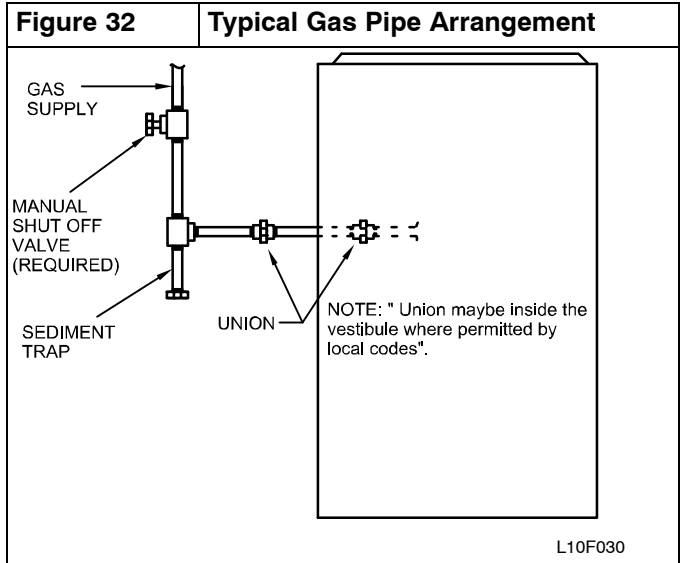 Figure 32
Typical Gas Pipe Arrangement
GAS
SUPPLY
MANUAL
SHUT OFF
VALVE
(REQUIRED)
SEDIMENT
TRAP
UNION
NOTE: " Union maybe inside the
vestibule where permitted by
local codes".
L10F030